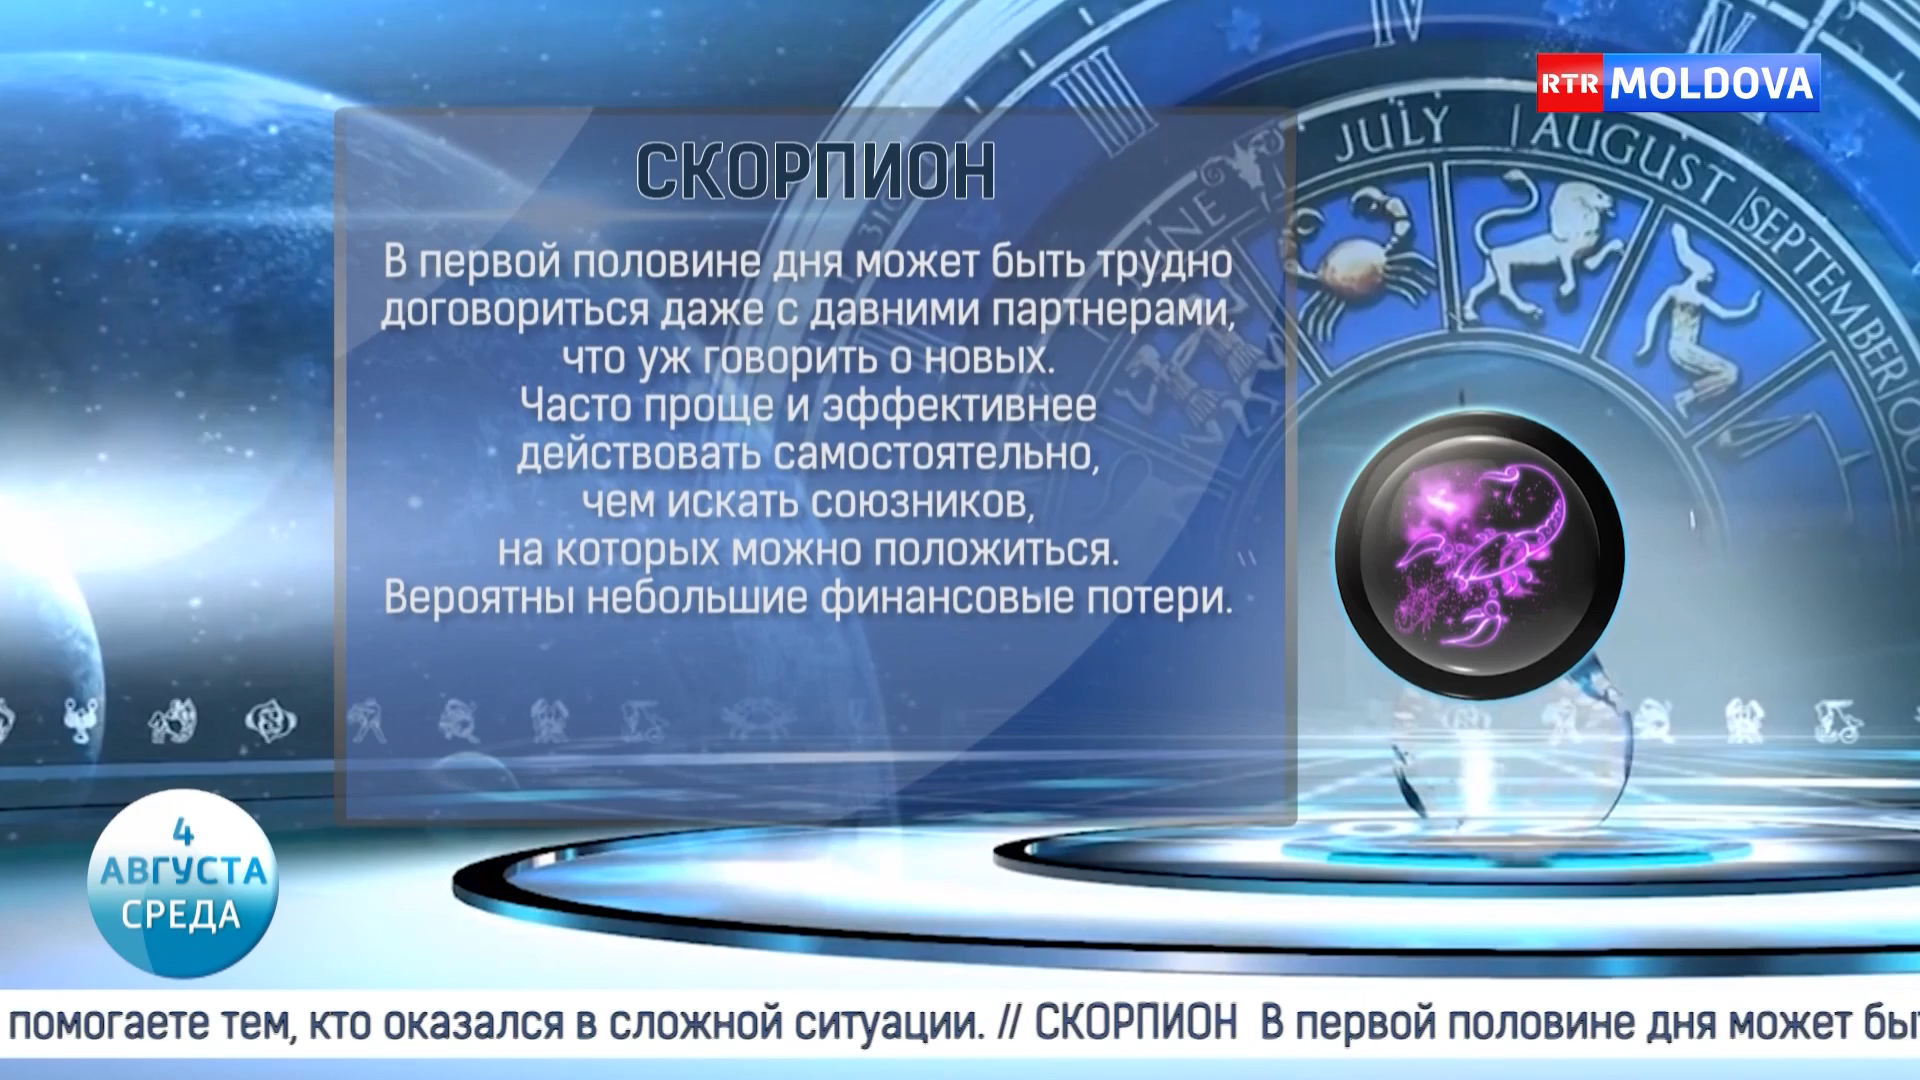 RTR MOLDOVA
JULY | AUGUST | SEPTEMBER
СКОРПИОН
В первой половине дня может быть трудно
договориться даже с давними партнерами,
что уж говорить о новых.
Часто проще и эффективнее
действовать самостоятельно,
чем искать союзников,
на которых можно положиться.
Вероятны небольшие финансовые потери.
4
АВГУСТА
СРЕДА
помогаете тем, кто оказался в сложной ситуации. // СКОРПИОН В первой половине дня может